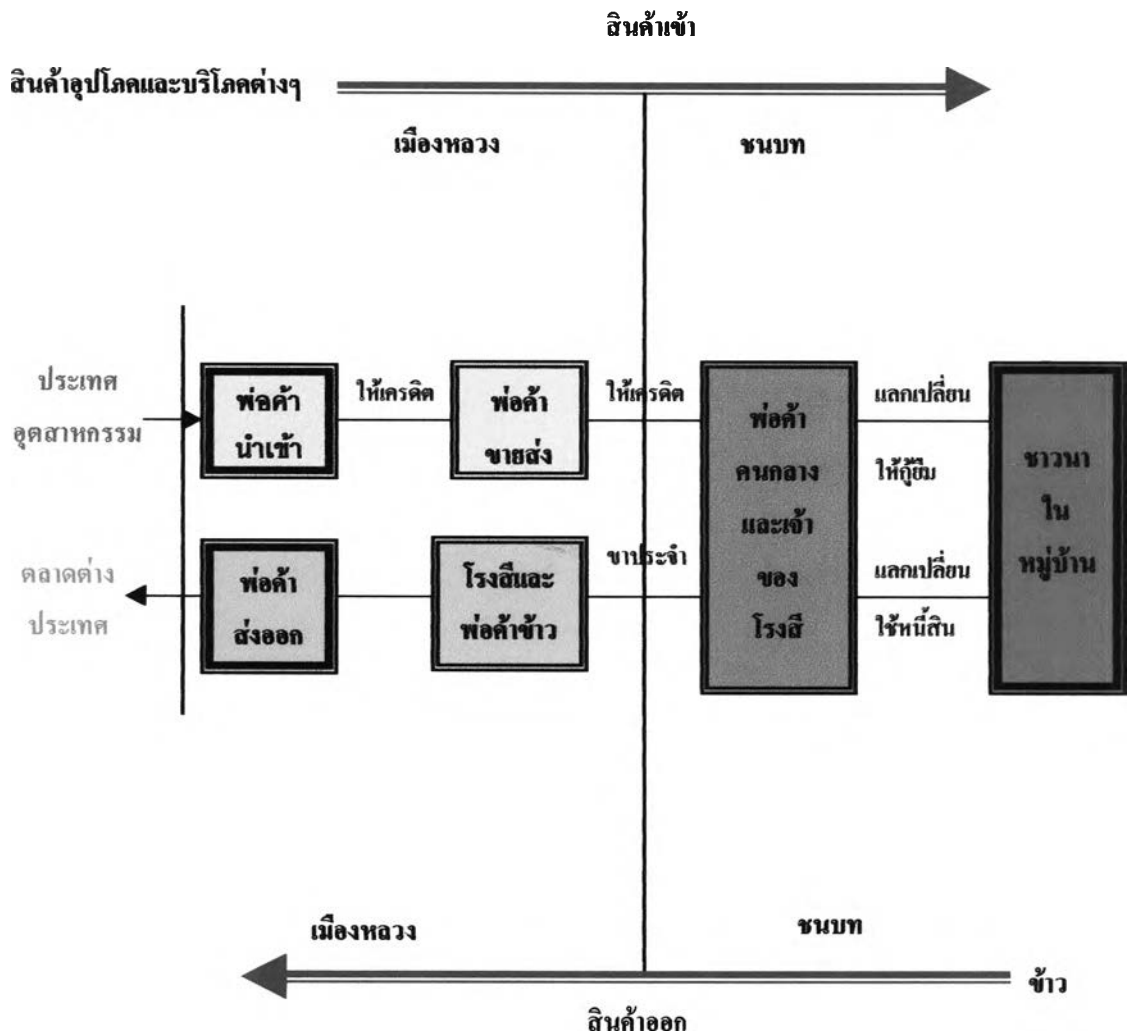 สินค้าเข้า
สินค้าอุปโภคและบริโภคต่างๆ
เมืองหลวง
ชนบท
ประเทศ
อุตสาหกรรม
พ่อค้า
นำเข้า
ให้เครดิต
พ่อค้า
ขายส่ง
ให้เครดิต
พ่อค้า
คนกลาง
และเจ้า
ของ
โรงสี
แลกเปลี่ยน
ให้กู้ยืม
ชาวนา
ใน
หมู่บ้าน
ตลาดต่าง
ประเทศ
พ่อค้า
ส่งออก
โรงสีและ
พ่อค้าข้าว
ขาประจำ
แลกเปลี่ยน
ใช้หนี้สิน
เมืองหลวง
ชนบท
ข้าว
สินค้าออก